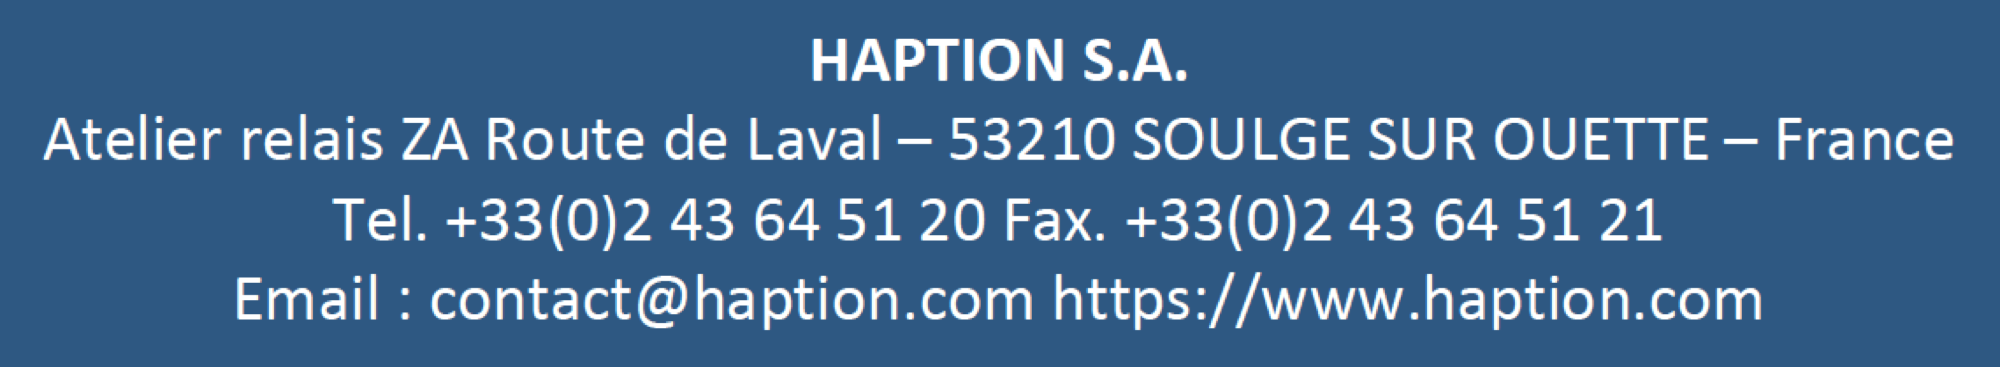 HAPTION S.A.
Atelier relais ZA Route de Laval – 53210 SOULGE SUR OUETTE – France
Tel. +33(0)2 43 64 51 20 Fax. +33(0)2 43 64 51 21
Email : contact@haption.com https://www.haption.com